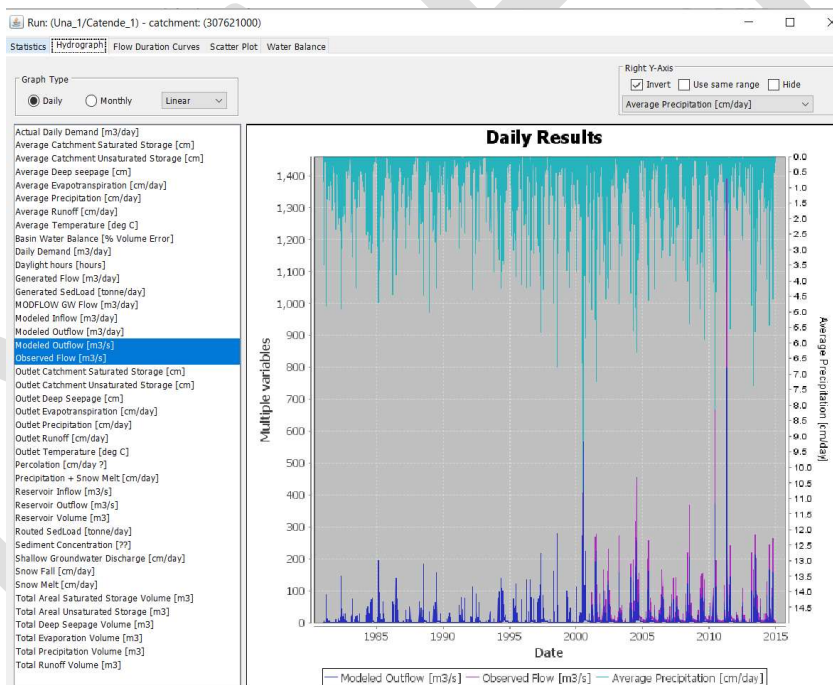 Run: (Una_1/Catende_1) - catchment: (307621000)
Statistics Hydrograph Flow Duration Curves Scatter Plot Water Balance
Graph Type
Daily Monthly Linear
Right Y-Axis
Invert Use same range Hide
Average Precipitation [cm/day]
Actual Daily Demand [m3/day]
Average Catchment Saturated Storage [cm]
Average Catchment Unsaturated Storage [cm]
Average Deep seepage [cm]
Average Evapotranspiration [cm/day]
Average Precipitation [cm/day]
Average Runoff [cm/day]
Average Temperature [deg C]
Basin Water Balance [% Volume Error]
Daily Demand [m3/day]
Daylight hours [hours]
Generated Flow [m3/day]
Generated SedLoad [tonne/day]
MODFLOW GW Flow [m3/day]
Modeled Inflow [m3/day]
Modeled Outflow [m3/day]
Modeled Outflow [m3/s]
Observed Flow [m3/s]
Outlet Catchment Saturated Storage [cm]
Outlet Catchment Unsaturated Storage [cm]
Outlet Deep Seepage [cm]
Outlet Evapotranspiration [cm/day]
Outlet Precipitation [cm/day]
Outlet Runoff [cm/day]
Outlet Temperature [deg C]
Percolation [cm/day ?]
Precipitation + Snow Melt [cm/day]
Reservoir Inflow [m3/s]
Reservoir Outflow [m3/s]
Reservoir Volume [m3]
Routed SedLoad [tonne/day]
Sediment Concentration [??]
Shallow Groundwater Discharge [cm/day]
Snow Fall [cm/day]
Snow Melt [cm/day]
Total Areal Saturated Storage Volume [m3]
Total Areal Unsaturated Storage [m3]
Total Deep Seepage Volume [m3]
Total Evaporation Volume [m3]
Total Precipitation Volume [m3]
Total Runoff Volume [m3]
Daily Results
Multiple variables
1,400
1,300
1,200
1,100
1,000
900
800
700
600
500
400
300
200
100
0
0.0
0.5
1.0
1.5
2.0
2.5
3.0
3.5
4.0
4.5
5.0
5.5
6.0
6.5
7.0
7.5
8.0
8.5
9.0
9.5
10.0
10.5
11.0
11.5
12.0
12.5
13.0
13.5
14.0
14.5
Average Precipitation [cm/day]
1985 1990 1995 2000 2005 2010 2015
Date
Modeled Outflow [m3/s] Observed Flow [m3/s] Average Precipitation [cm/day]